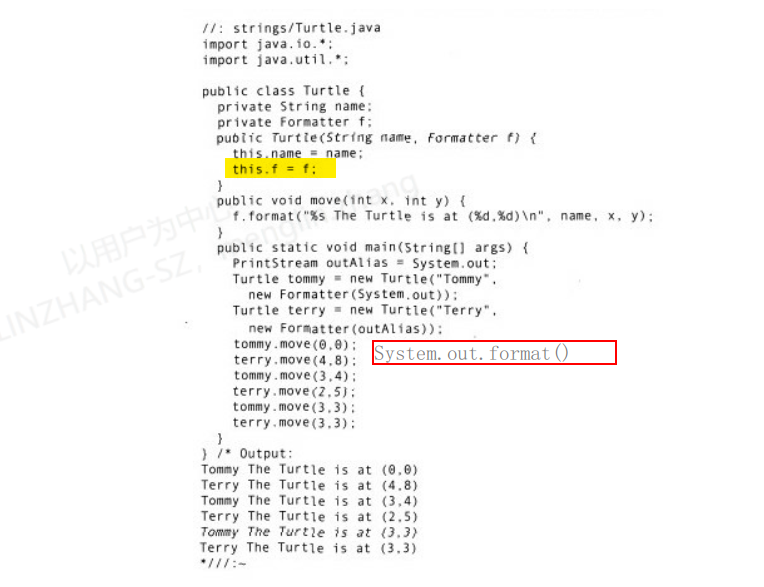 //: strings/Turtle.java
import java.io.*;
import java.util.*;
public class Turtle {
private String name;
private Formatter f;
public Turtle(String name, Formatter f) {
this.name = name;
this.f = f;
}
public void move(int x, int y) {
f.format("%s The Turtle is at (%d,%d)\n", name, x, y);
}
public static void main(String[] args) {
PrintStream outAlias = System.out;
Turtle tommy = new Turtle("Tommy",
new Formatter(System.out));
Turtle terry = new Turtle("Terry",
new Formatter(outAlias));
tommy.move(0,0);
terry.move(4,8);
System.out.format()
tommy.move(3,4);
terry.move(2,5);
tommy.move(3,3);
terry.move(3,3);
}
} /* Output:
Tommy The Turtle is at (0,0)
Terry The Turtle is at (4,8)
Tommy The Turtle is at (3,4)
Terry The Turtle is at (2,5)
Tommy The Turtle is at (3,3)
Terry The Turtle is at (3,3)
*///:~
以用户为中心
LINZHANG-SZ,